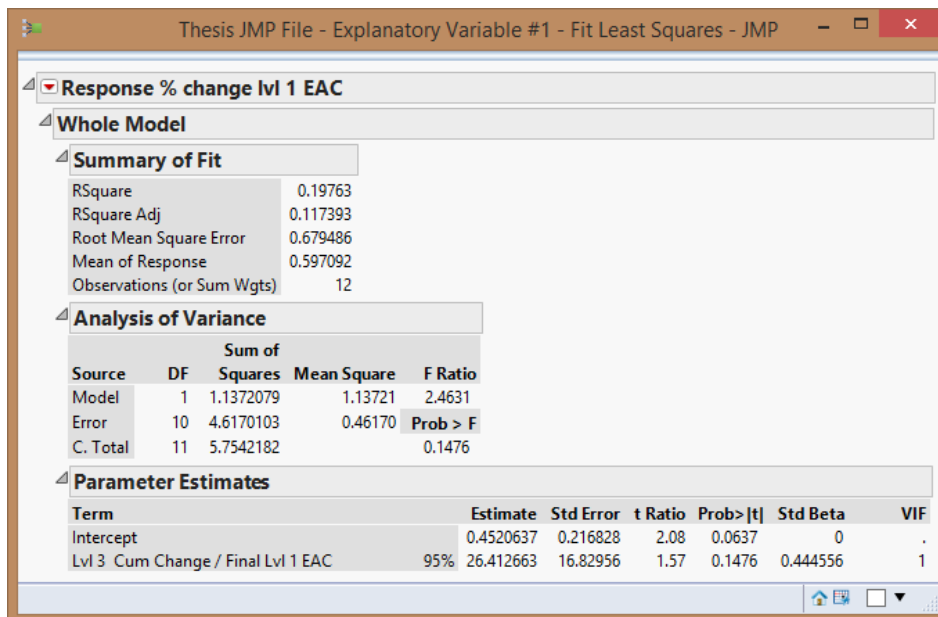 Thesis JMP File - Explanatory Variable #1 - Fit Least Squares - JMP
Response % change lvl 1 EAC
Whole Model
Summary of Fit
RSquare 0.19763
RSquare Adj 0.117393
Root Mean Square Error 0.679486
Mean of Response 0.597092
Observations (or Sum Wgts) 12
Analysis of Variance
Sum of
Source DF Squares Mean Square F Ratio
Model 1 1.1372079 1.13721 2.4631
Error 10 4.6170103 0.46170 Prob > F
C. Total 11 5.7542182 0.1476
Parameter Estimates
Term Estimate Std Error t Ratio Prob>|t| Std Beta VIF
Intercept 0.4520637 0.216828 2.08 0.0637 0 .
Lvl 3 Cum Change / Final Lvl 1 EAC 95% 26.412663 16.82956 1.57 0.1476 0.444556 1